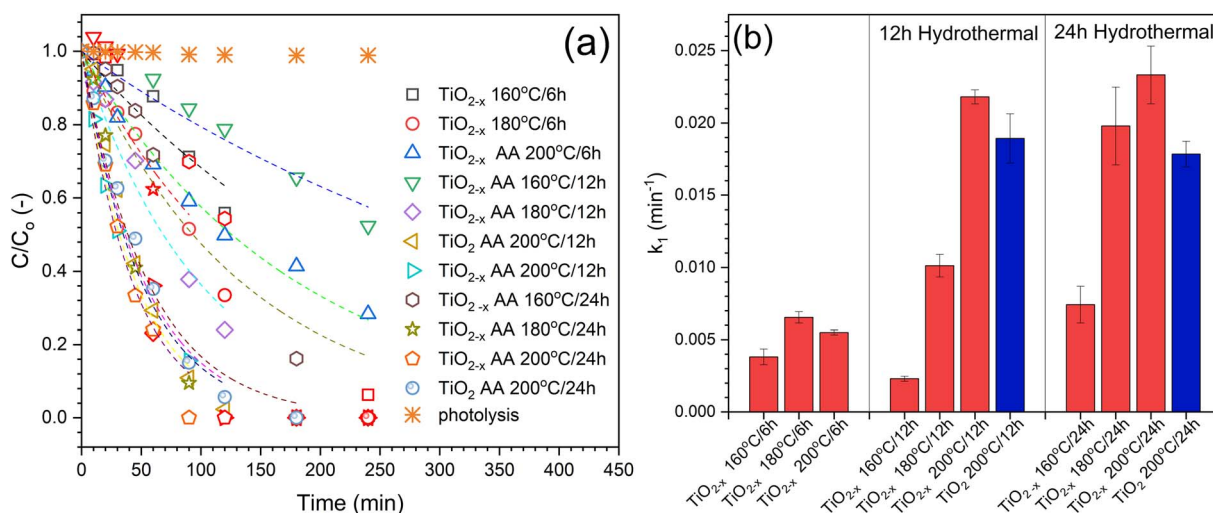 (a)
C/C₀ (-)
1.0
0.8
0.6
0.4
0.2
0.0
0 50 100 150 200 250 300 350 400 450
Time (min)
TiO₂₋ₓ 160°C/6h
TiO₂₋ₓ 180°C/6h
TiO₂₋ₓ AA 200°C/6h
TiO₂₋ₓ AA 160°C/12h
TiO₂₋ₓ AA 180°C/12h
TiO₂ AA 200°C/12h
TiO₂₋ₓ AA 200°C/12h
TiO₂ ₋ₓ AA 160°C/24h
TiO₂₋ₓ AA 180°C/24h
TiO₂₋ₓ AA 200°C/24h
TiO₂ AA 200°C/24h
photolysis
(b)
12h Hydrothermal
24h Hydrothermal
k₁ (min⁻¹)
0.025
0.020
0.015
0.010
0.005
0.000
TiO₂₋ₓ 160°C/6h
TiO₂₋ₓ 180°C/6h
TiO₂₋ₓ 200°C/6h
TiO₂₋ₓ 160°C/12h
TiO₂₋ₓ 180°C/12h
TiO₂₋ₓ 200°C/12h
TiO₂ 200°C/12h
TiO₂₋ₓ 160°C/24h
TiO₂₋ₓ 180°C/24h
TiO₂₋ₓ 200°C/24h
TiO₂ 200°C/24h